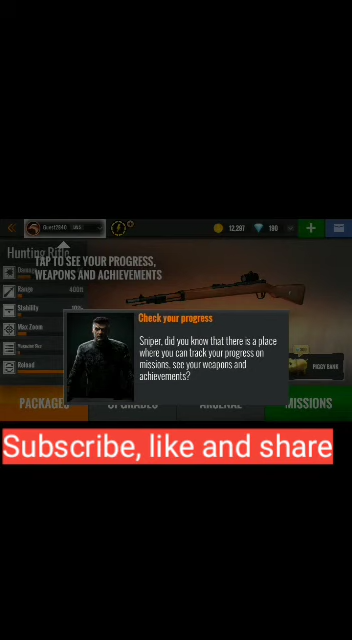 12,297
190
Hunting Rifle
TAP TO SEE YOUR PROGRESS,
WEAPONS AND ACHIEVEMENTS
Range
Stability
Max Zoom
Reload
Check your progress
Sniper, did you know that there is a place
where you can track your progress on
missions, see your weapons and
achievements?
PIGGY BANK
PACKAGES
UPGRADES
ARSENAL
MISSIONS
Subscribe, like and share